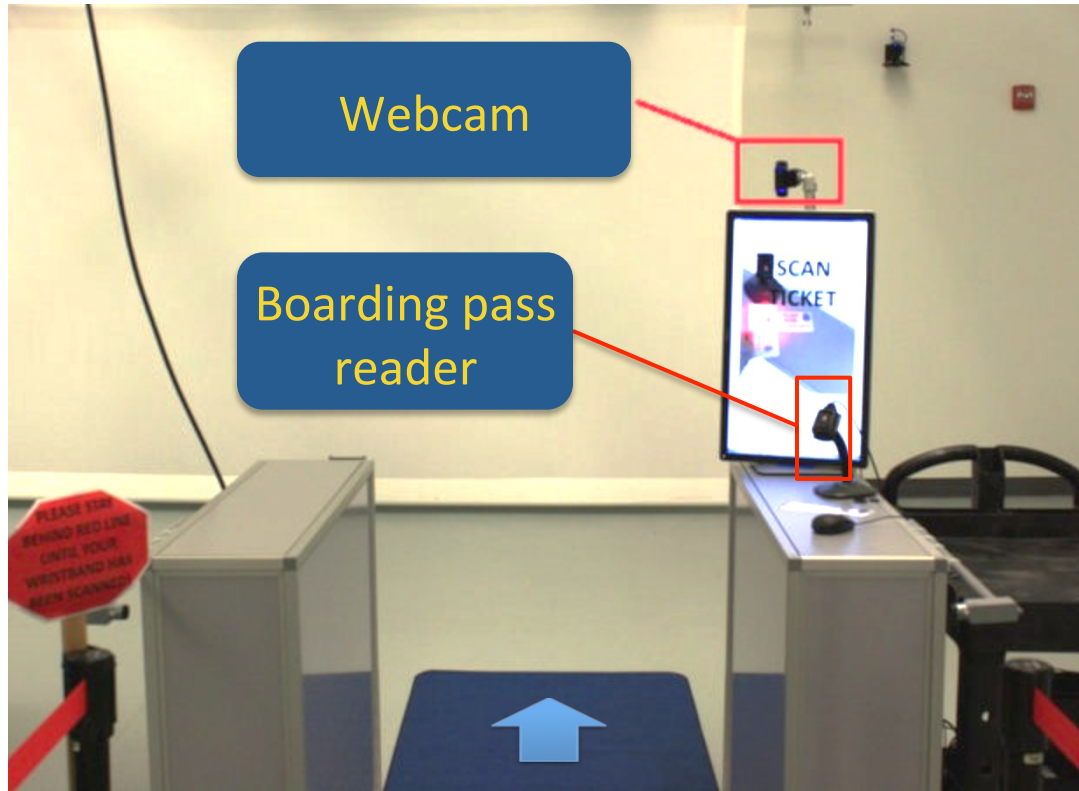 Webcam
SCAN
TICKET
Boarding pass
reader
PLEASE STAY
BEHIND RED LINE
UNTIL YOUR
WRISTBAND HAS
BEEN SCANNED